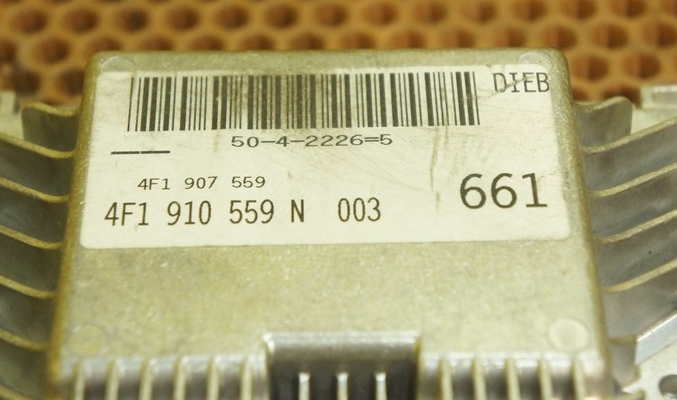 DIEB
50-4-2226=5
4F1 907 559
4F1 910 559 N 003
661